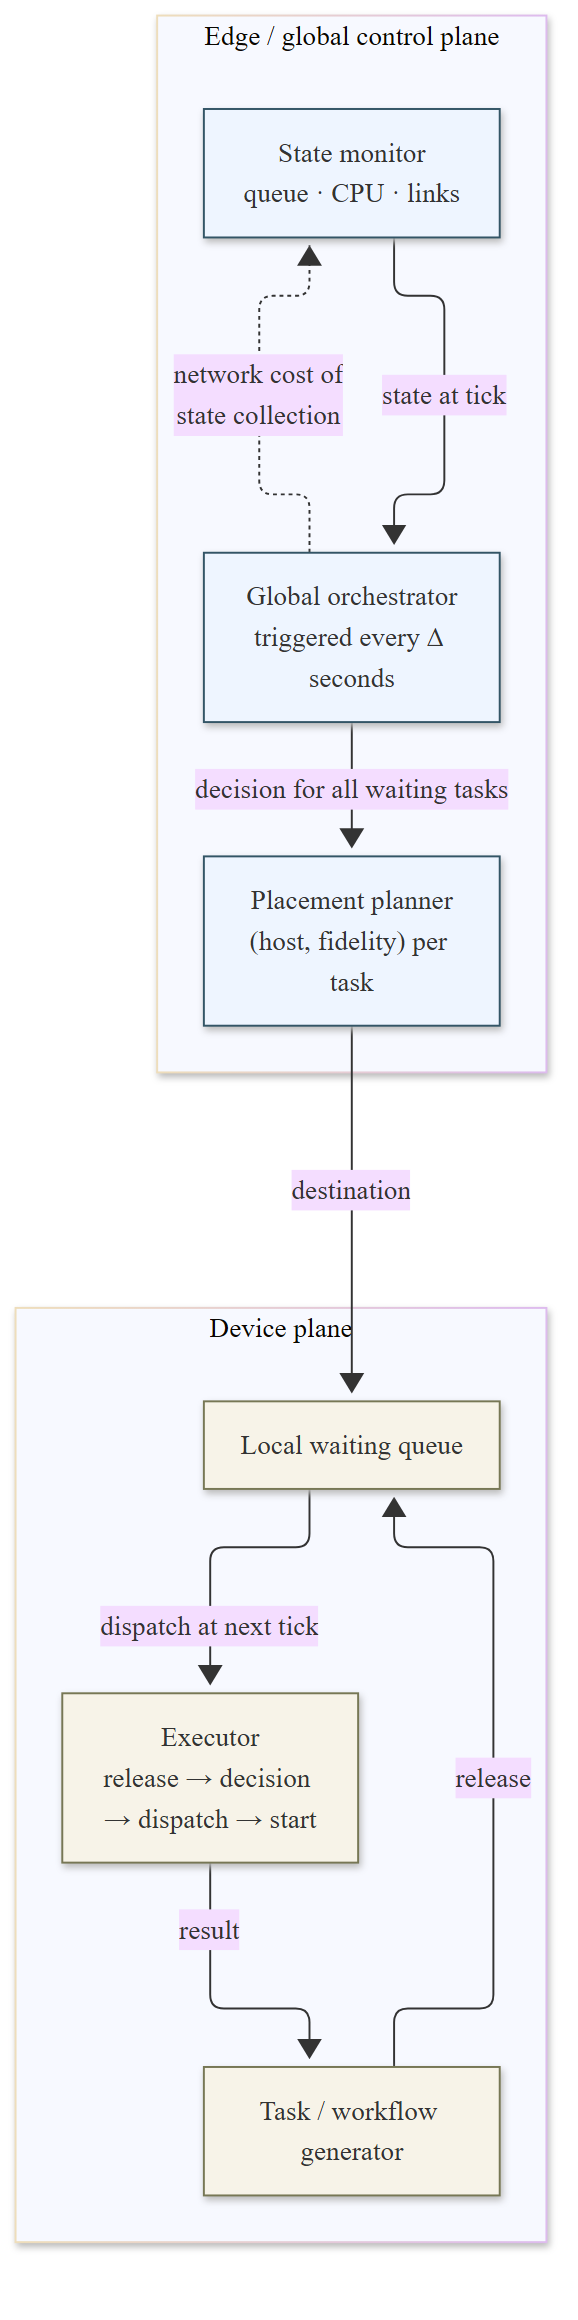 Edge / global control plane
State monitor
queue · CPU · links
network cost of
state collection
state at tick
Global orchestrator
triggered every Δ
seconds
decision for all waiting tasks
Placement planner
(host, fidelity) per
task
destination
Device plane
Local waiting queue
dispatch at next tick
Executor
release → decision
→ dispatch → start
release
result
Task / workflow
generator